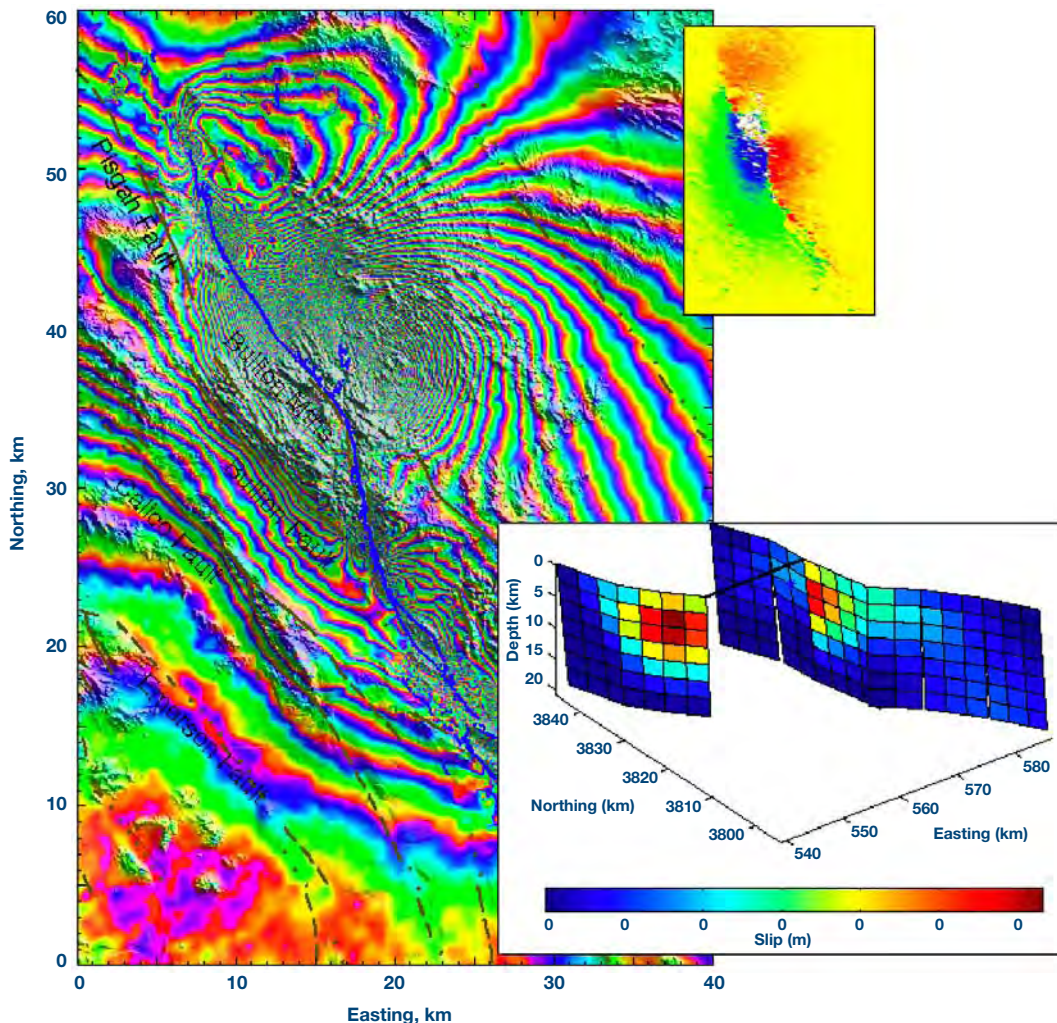 60
50
40
30
20
10
0
Northing, km
0
10
20
30
40
Easting, km
Pisgah Fault
Bullion Mtns
Bullion Fault
Calico Fault
Fault
0
5
10
15
20
Depth (km)
3840
3830
3820
3810
3800
Northing (km)
540
550
560
570
580
Easting (km)
0 0 0 0 0 0 0
Slip (m)